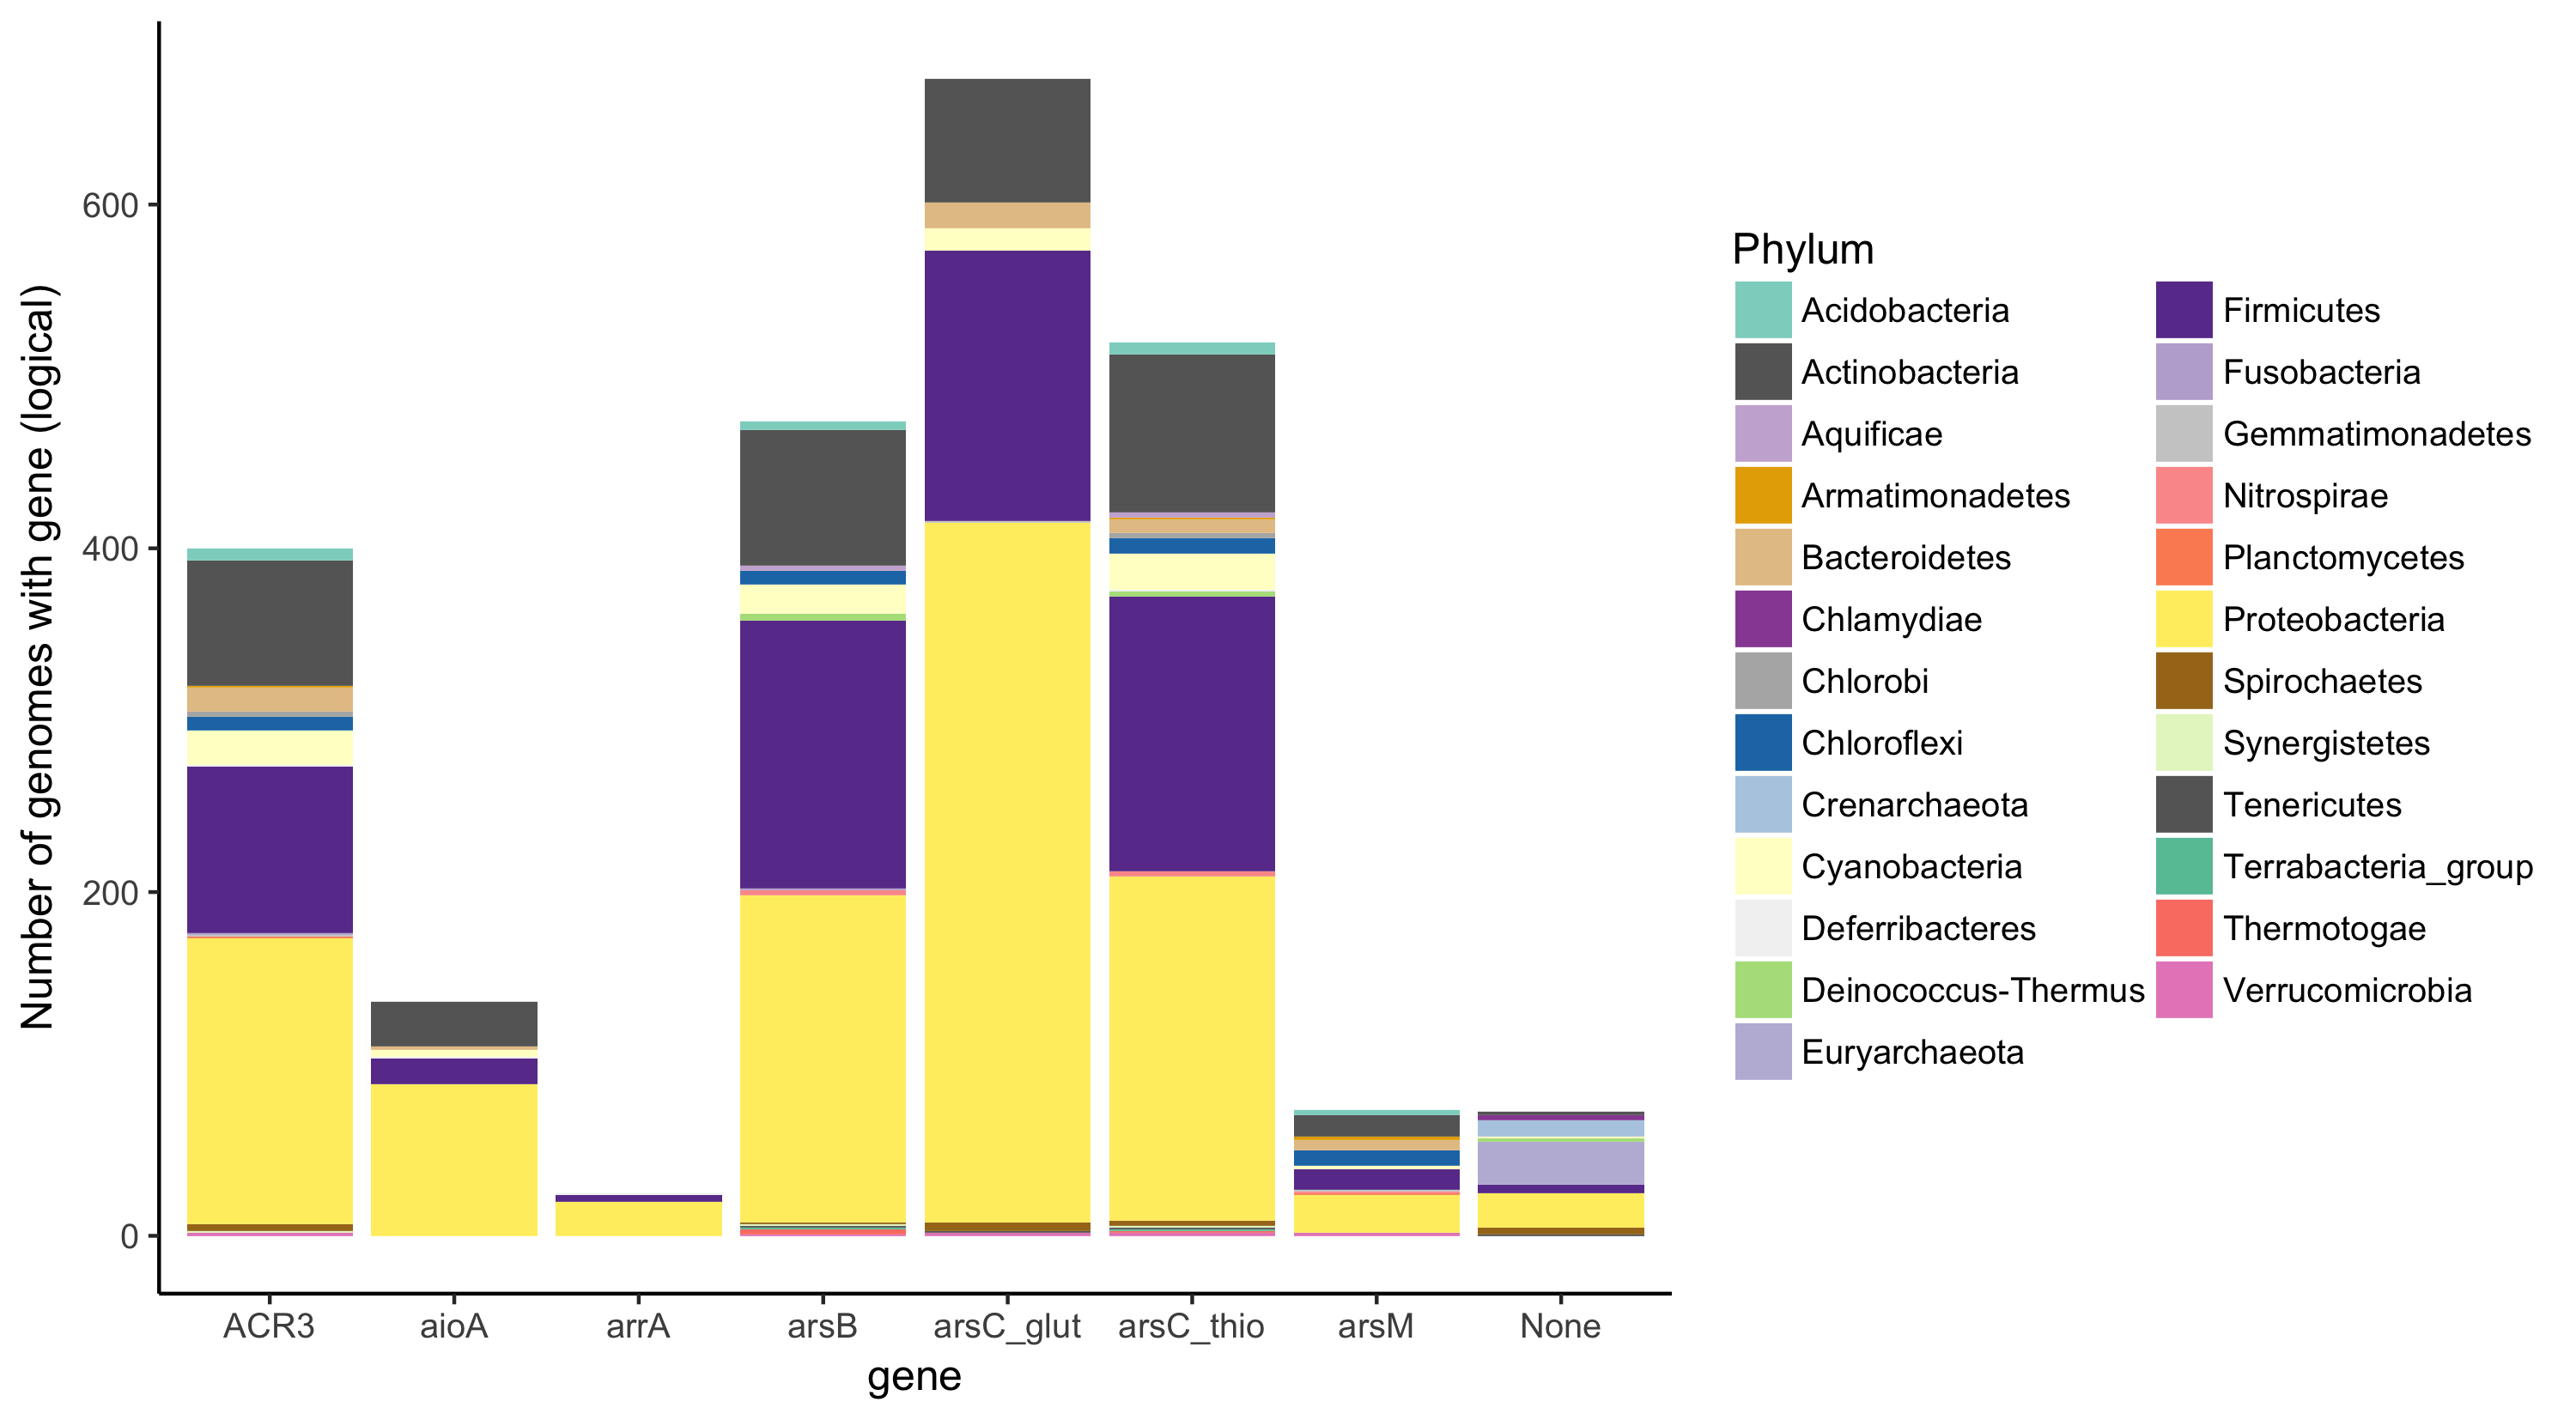 Number of genomes with gene (logical)
600
400
200
0
ACR3 aioA arrA arsB arsC_glut arsC_thio arsM None
gene
Phylum
Acidobacteria
Actinobacteria
Aquificae
Armatimonadetes
Bacteroidetes
Chlamydiae
Chlorobi
Chloroflexi
Crenarchaeota
Cyanobacteria
Deferribacteres
Deinococcus-Thermus
Euryarchaeota
Firmicutes
Fusobacteria
Gemmatimonadetes
Nitrospirae
Planctomycetes
Proteobacteria
Spirochaetes
Synergistetes
Tenericutes
Terrabacteria_group
Thermotogae
Verrucomicrobia